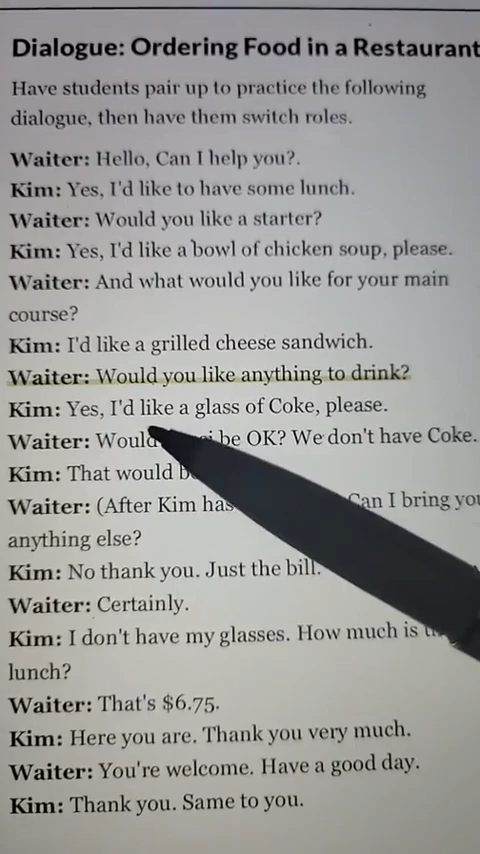 Dialogue: Ordering Food in a Restaurant
Have students pair up to practice the following
dialogue, then have them switch roles.
Waiter: Hello, Can I help you?.
Kim: Yes, I'd like to have some lunch.
Waiter: Would you like a starter?
Kim: Yes, I'd like a bowl of chicken soup, please.
Waiter: And what would you like for your main
course?
Kim: I'd like a grilled cheese sandwich.
Waiter: Would you like anything to drink?
Kim: Yes, I'd like a glass of Coke, please.
Waiter: Would be OK? We don't have Coke.
Kim: That would
Waiter: (After Kim has Can I bring you
anything else?
Kim: No thank you. Just the bill.
Waiter: Certainly.
Kim: I don't have my glasses. How much is
lunch?
Waiter: That's $6.75.
Kim: Here you are. Thank you very much.
Waiter: You're welcome. Have a good day.
Kim: Thank you. Same to you.